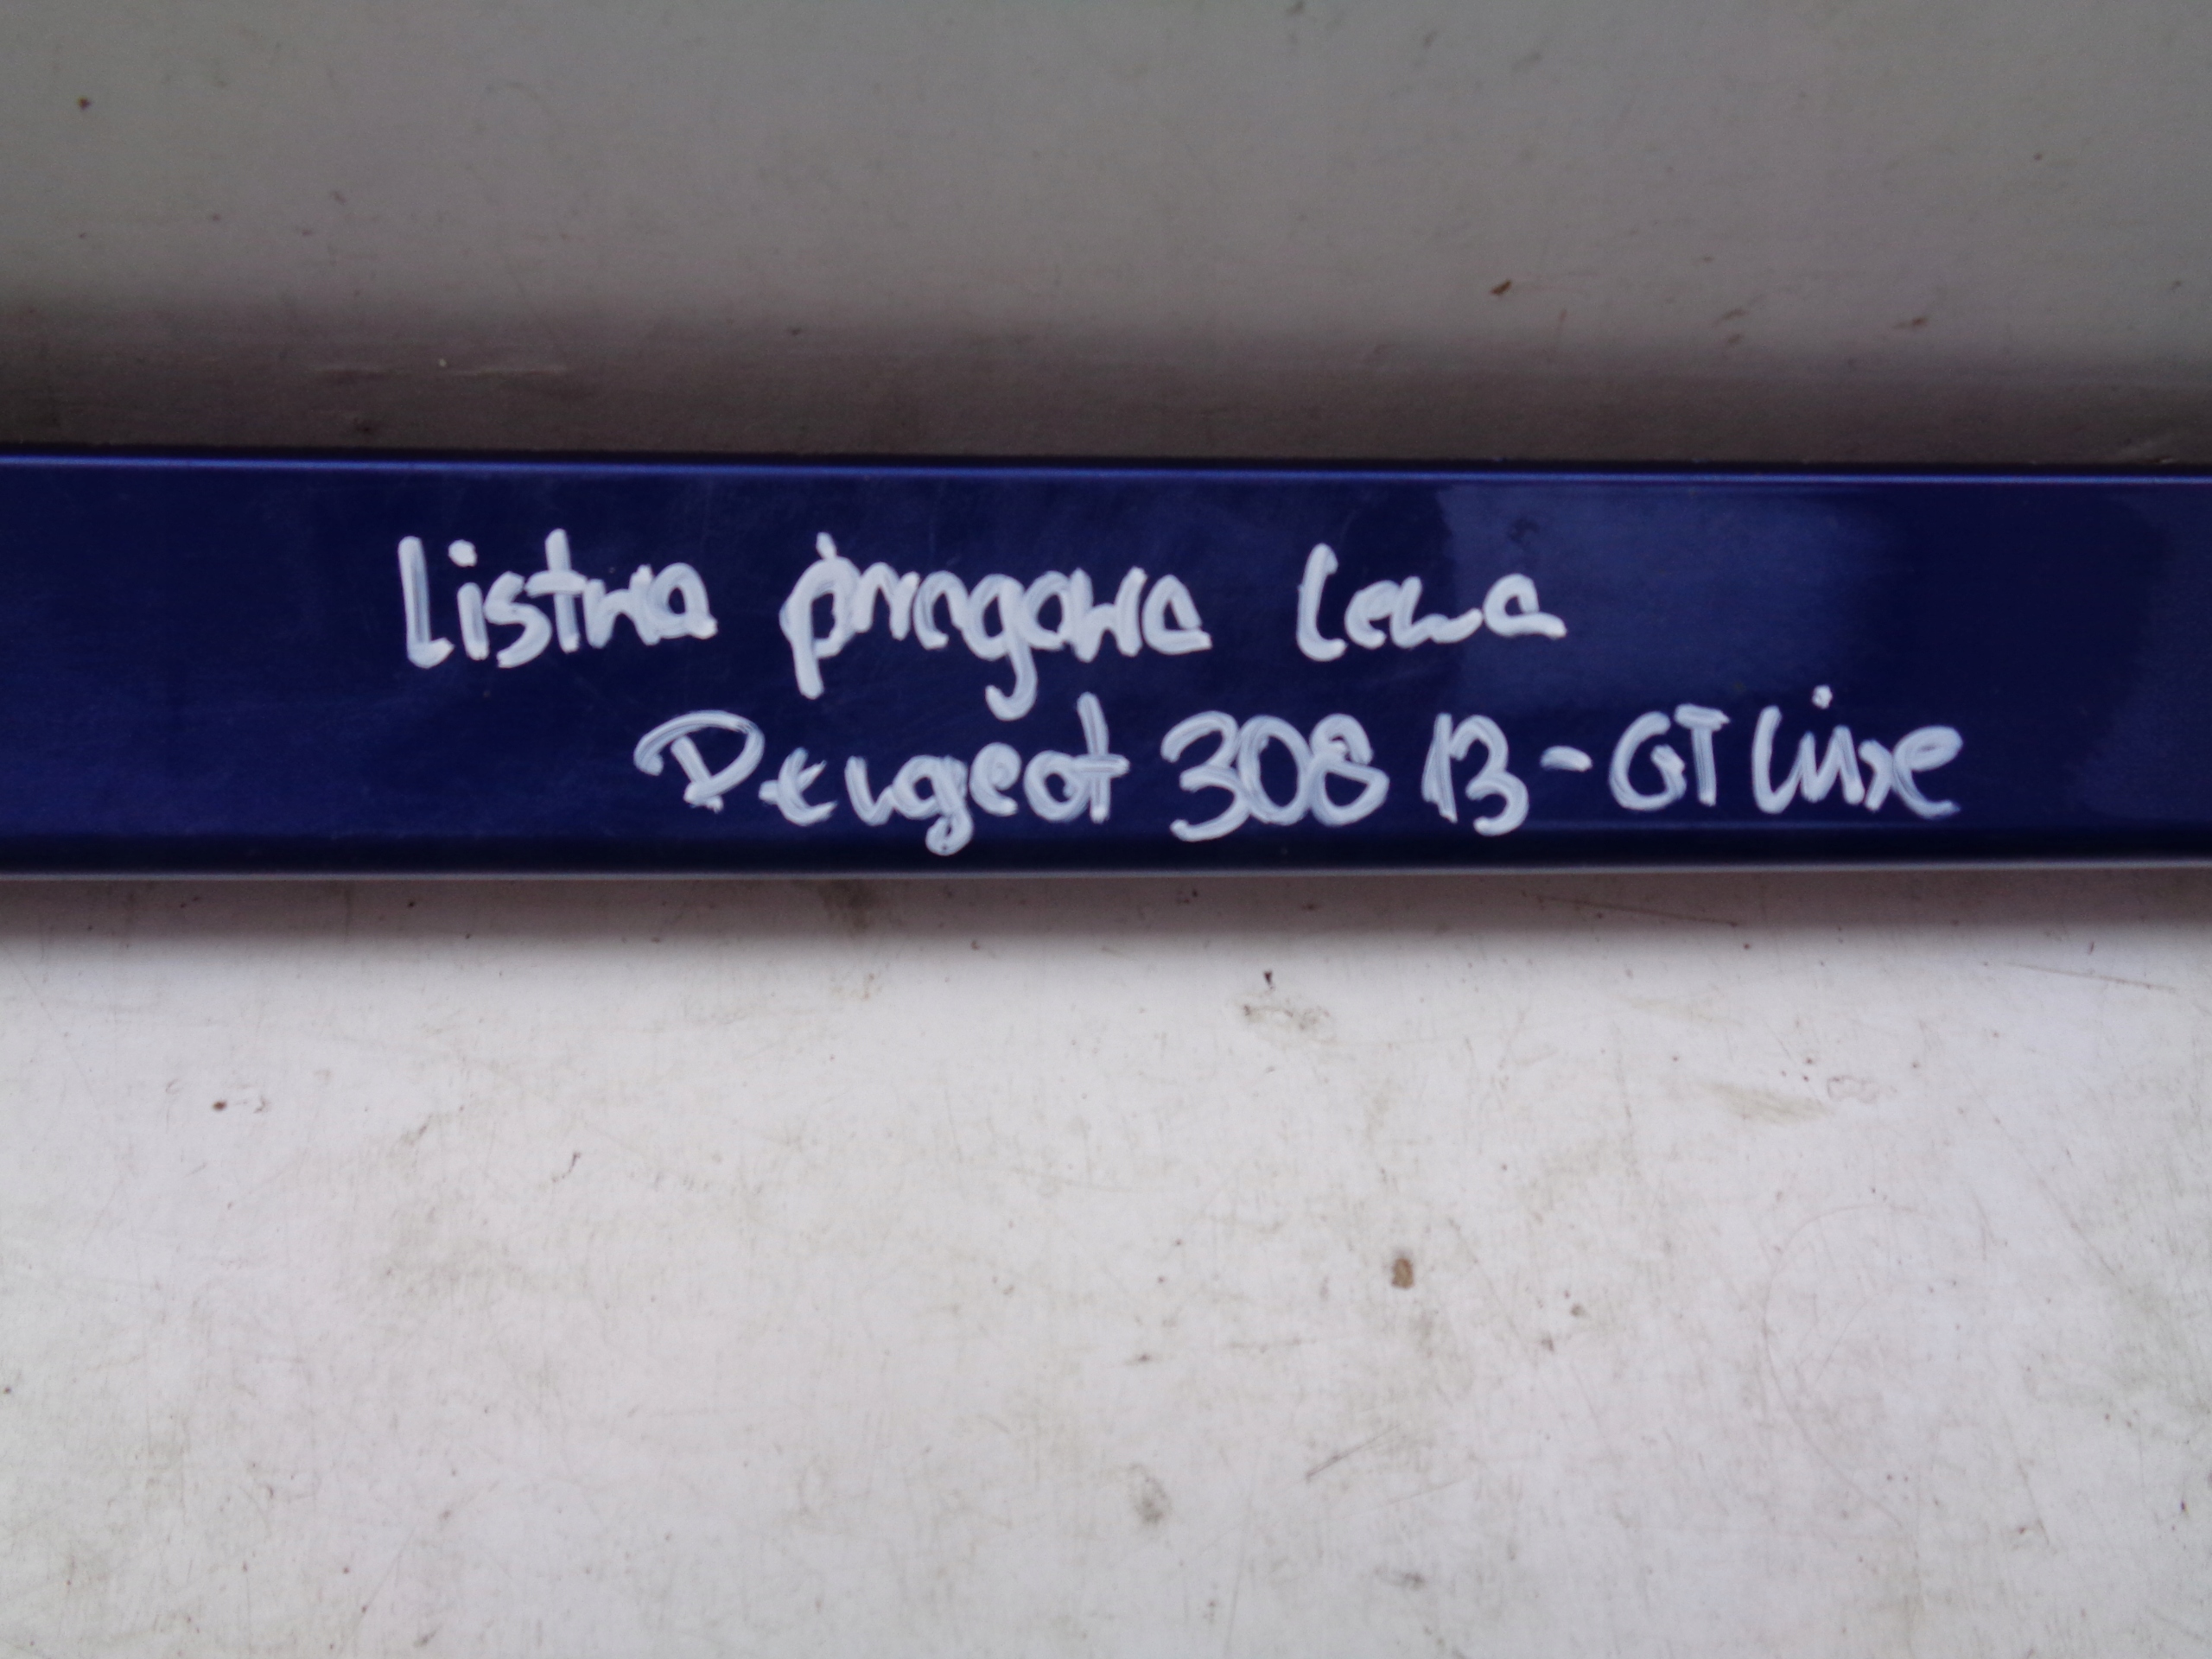 Listwa progowa lewa
Peugeot 308 13- GT Line